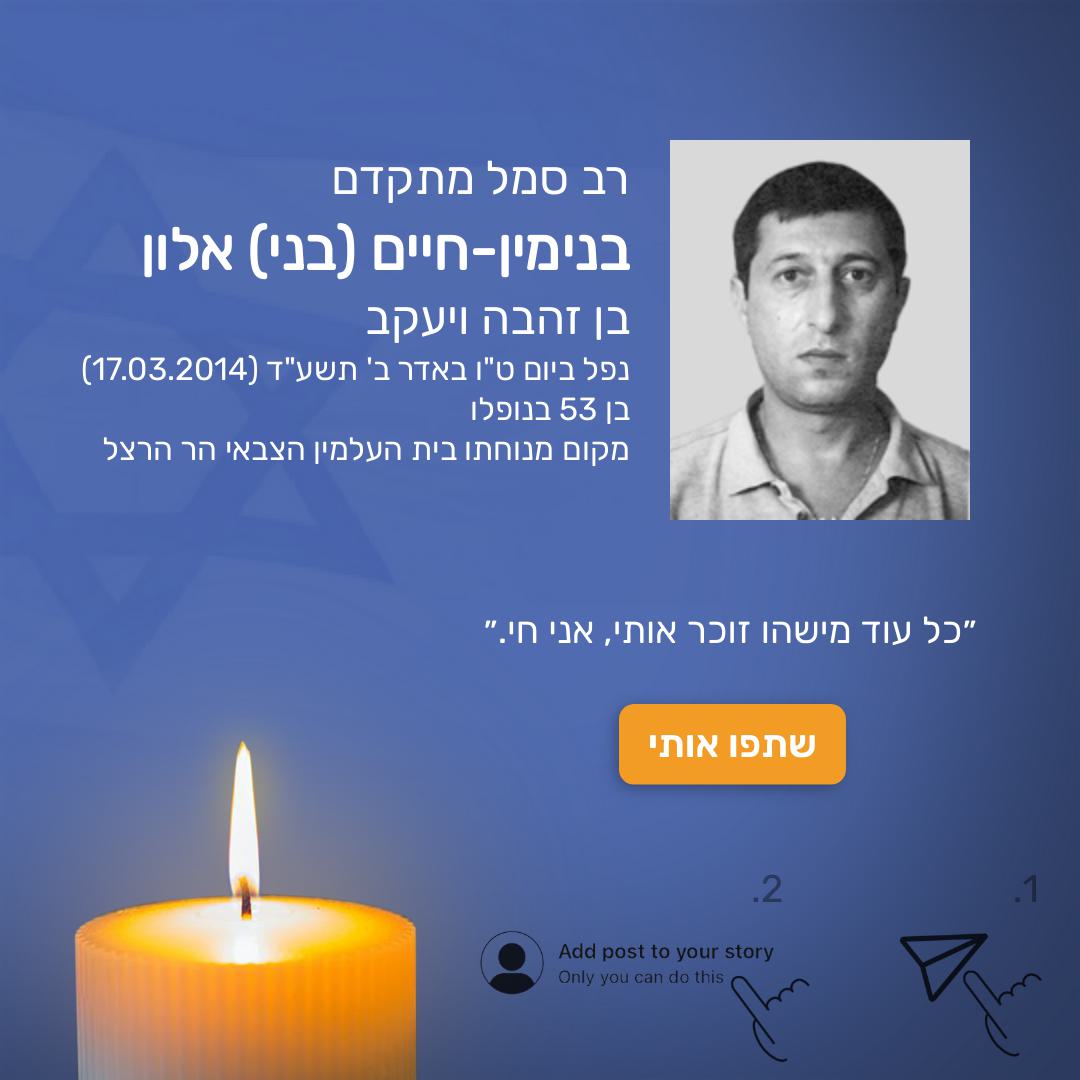 רב סמל מתקדם
בנימין-חיים (בני) אלון
בן זהבה ויעקב
נפל ביום ט"ו באדר ב' תשע"ד (17.03.2014)
בן 53 בנופלו
מקום מנוחתו בית העלמין הצבאי הר הרצל
״כל עוד מישהו זוכר אותי, אני חי.״
שתפו אותי
.1
.2
Add post to your story
Only you can do this